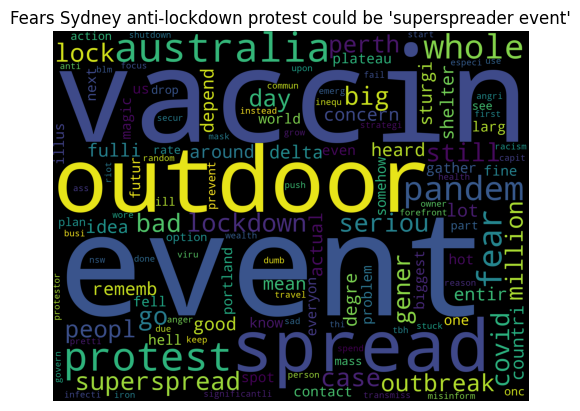 Fears Sydney anti-lockdown protest could be 'superspreader event'
action shutdown australia perth whole start
lock plateau
anti blm focus us drop upon commun fail emerg especi use
next vaccin
depend day big sturgi shelter angri
magic instead inequ see first
illus world concern larg
secur grow strategi
fulli rate around delta even heard still racism
mask capit
outdoor
futur random prevent ill gather fine health
riot somehow pandem
ass push owner
wore forefront
plan idea bad lockdown seriou lot part
busi option wealth
event
nsw done viru portland actual mean degre gener biggest hot fear million
rememb dumb problem entir reason
protestor fell everyon travel covid countri
go good
peopl hell due anger know sad thi tbh stuck one
pretti keep
protest spread
govern spot mass spend case outbreak
superspread contact person misinform
infecti iron significantli transmiss onc